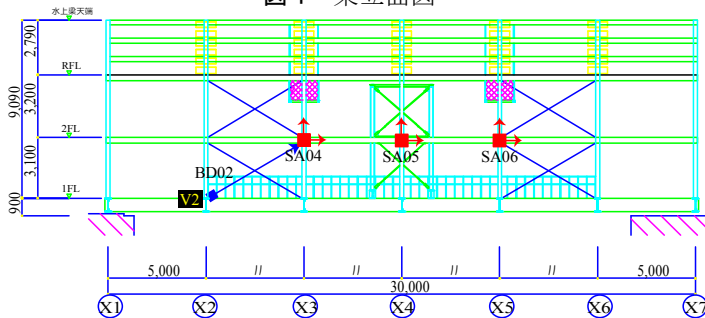 図4 架立面図
水上梁天端
2,790
RFL
3,200
9,090
2FL
3,100
1FL
900
SA04
SA05
SA06
BD02
V2
5,000
〃
〃
〃
〃
5,000
30,000
X1
X2
X3
X4
X5
X6
X7